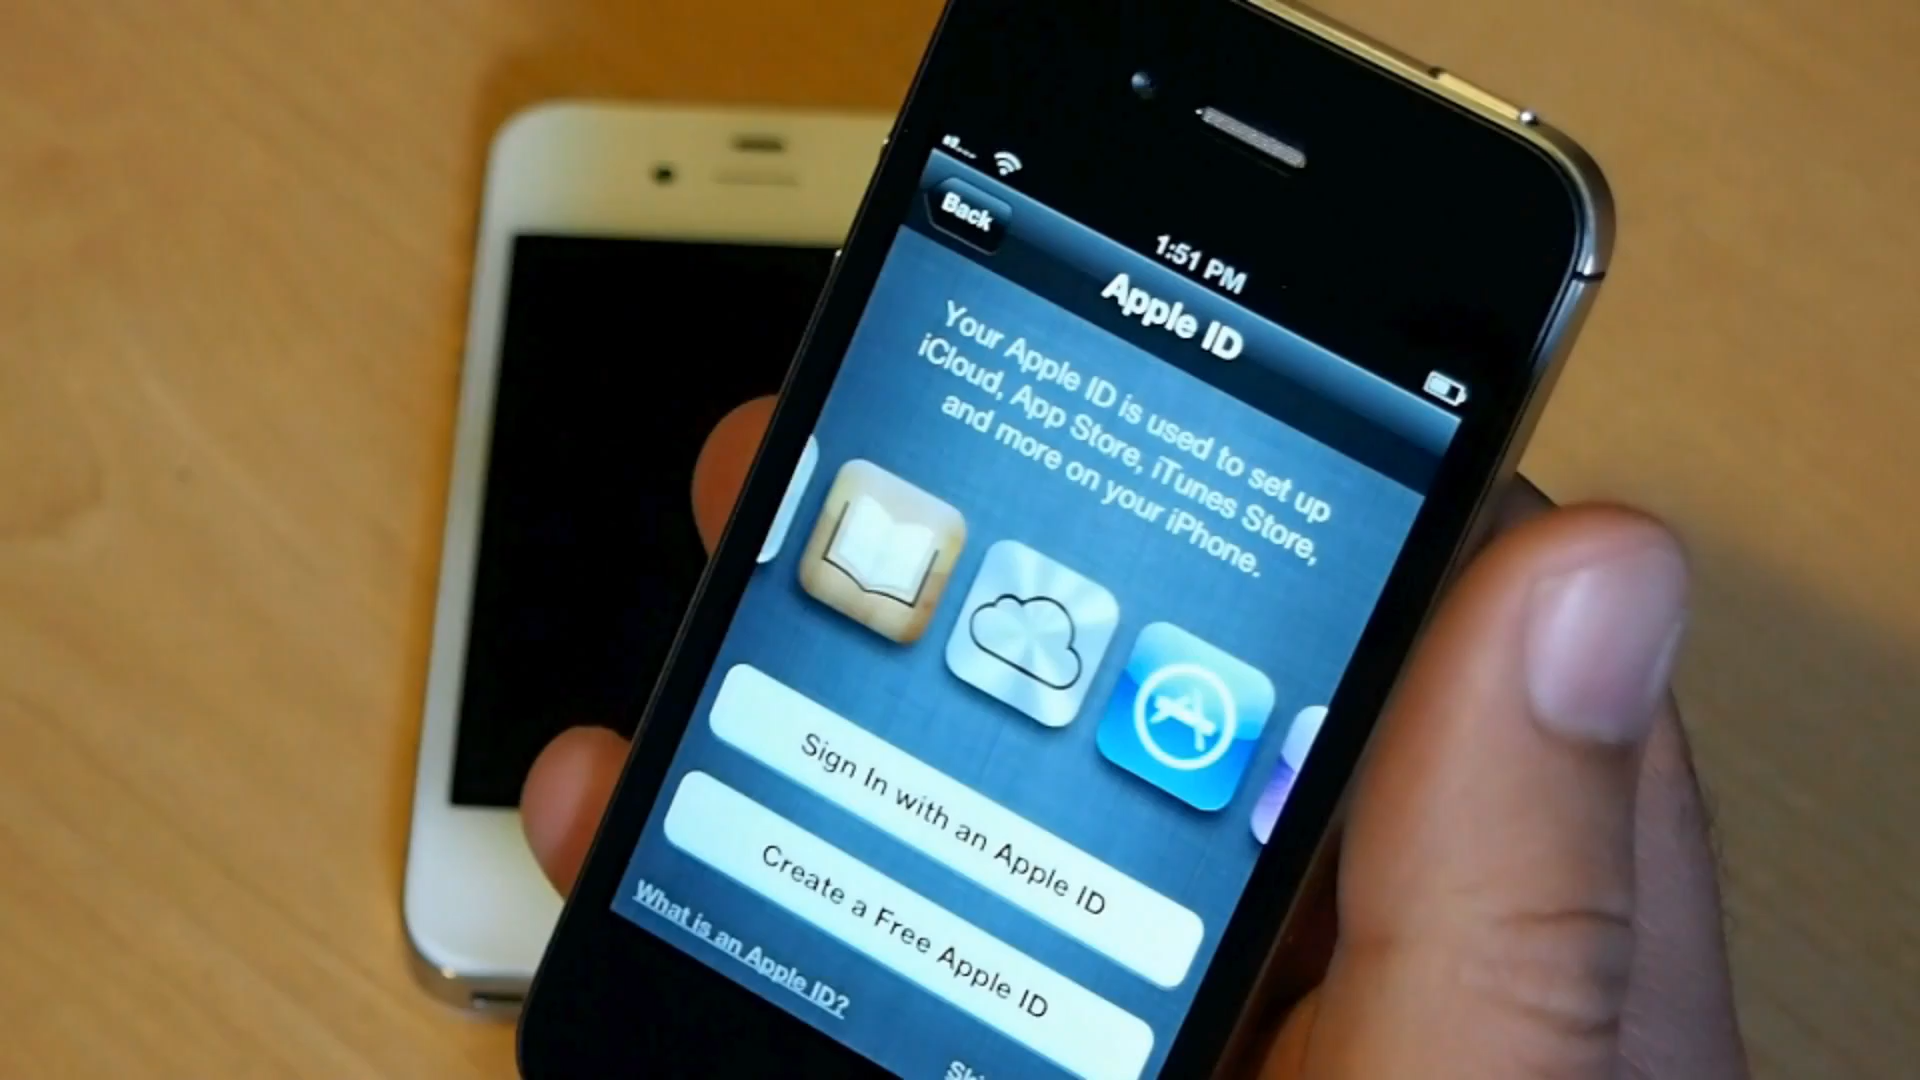 Back
1:51 PM
Apple ID
Your Apple ID is used to set up
iCloud, App Store, iTunes Store,
and more on your iPhone.
Sign In with an Apple ID
Create a Free Apple ID
What is an Apple ID?